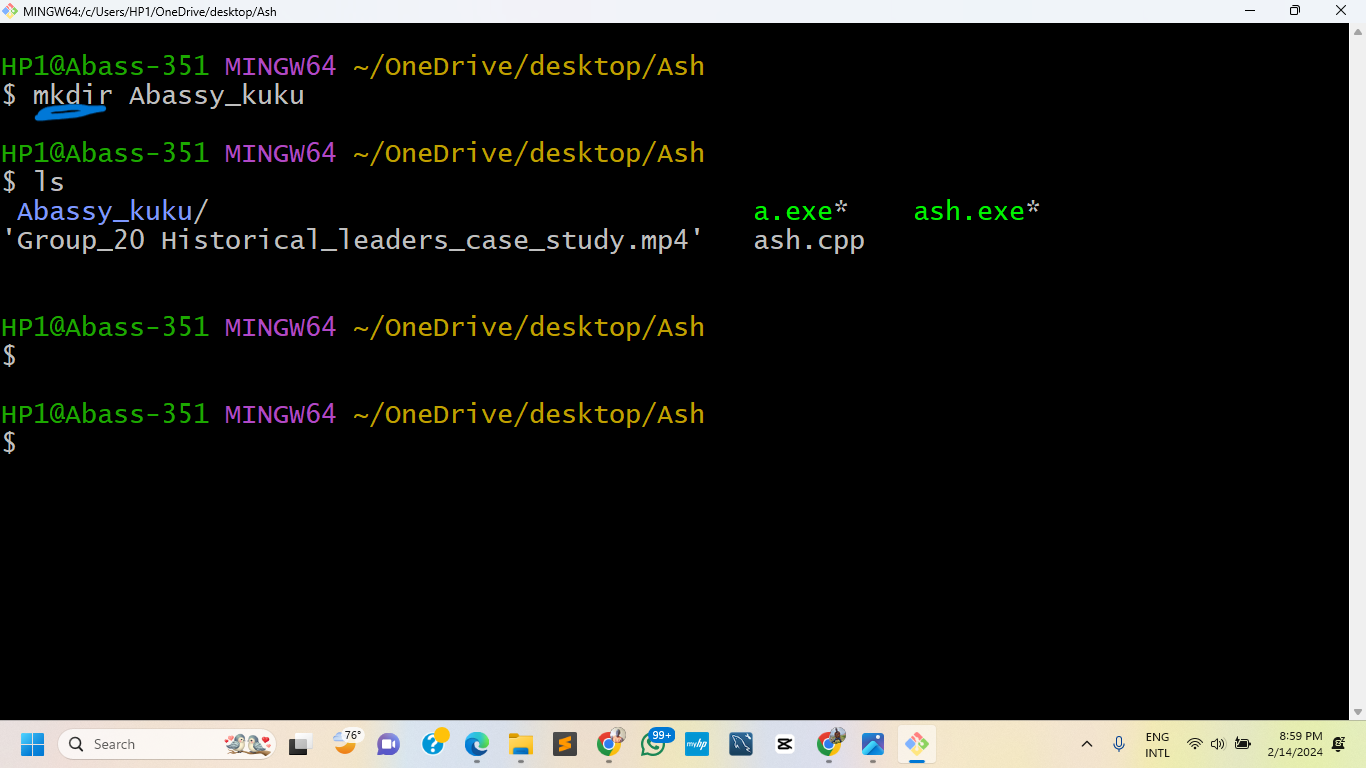 MINGW64:/c/Users/HP1/OneDrive/desktop/Ash
HP1@Abass-351 MINGW64 ~/OneDrive/desktop/Ash
$ mkdir Abassy_kuku
HP1@Abass-351 MINGW64 ~/OneDrive/desktop/Ash
$ ls
Abassy_kuku/ a.exe* ash.exe*
'Group_20 Historical_leaders_case_study.mp4' ash.cpp
HP1@Abass-351 MINGW64 ~/OneDrive/desktop/Ash
$
HP1@Abass-351 MINGW64 ~/OneDrive/desktop/Ash
$
Search 76° 99+ myhp ENG 8:59 PM
INTL 2/14/2024